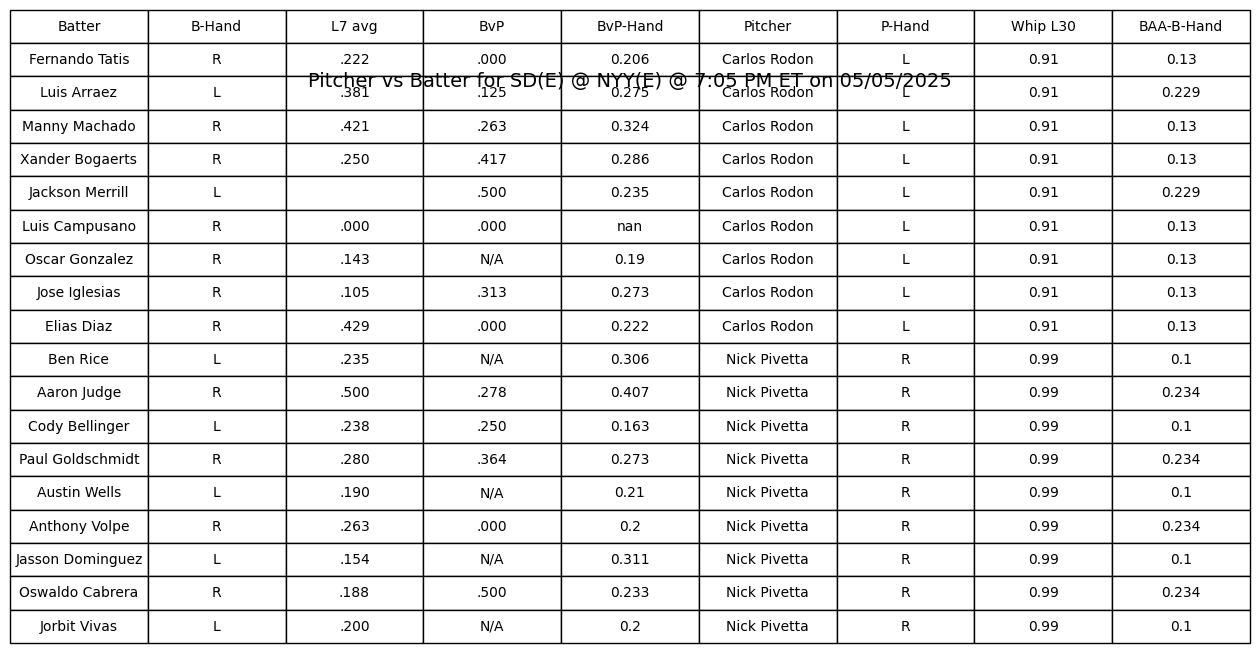 Batter B-Hand L7 avg BvP BvP-Hand Pitcher P-Hand Whip L30 BAA-B-Hand
Fernando Tatis R .222 .000 0.206 Carlos Rodon L 0.91 0.13
Pitcher vs Batter for SD(E) @ NYY(E) @ 7:05 PM ET on 05/05/2025
Luis Arraez L .381 .125 0.275 Carlos Rodon L 0.91 0.229
Manny Machado R .421 .263 0.324 Carlos Rodon L 0.91 0.13
Xander Bogaerts R .250 .417 0.286 Carlos Rodon L 0.91 0.13
Jackson Merrill L .500 0.235 Carlos Rodon L 0.91 0.229
Luis Campusano R .000 .000 nan Carlos Rodon L 0.91 0.13
Oscar Gonzalez R .143 N/A 0.19 Carlos Rodon L 0.91 0.13
Jose Iglesias R .105 .313 0.273 Carlos Rodon L 0.91 0.13
Elias Diaz R .429 .000 0.222 Carlos Rodon L 0.91 0.13
Ben Rice L .235 N/A 0.306 Nick Pivetta R 0.99 0.1
Aaron Judge R .500 .278 0.407 Nick Pivetta R 0.99 0.234
Cody Bellinger L .238 .250 0.163 Nick Pivetta R 0.99 0.1
Paul Goldschmidt R .280 .364 0.273 Nick Pivetta R 0.99 0.234
Austin Wells L .190 N/A 0.21 Nick Pivetta R 0.99 0.1
Anthony Volpe R .263 .000 0.2 Nick Pivetta R 0.99 0.234
Jasson Dominguez L .154 N/A 0.311 Nick Pivetta R 0.99 0.1
Oswaldo Cabrera R .188 .500 0.233 Nick Pivetta R 0.99 0.234
Jorbit Vivas L .200 N/A 0.2 Nick Pivetta R 0.99 0.1